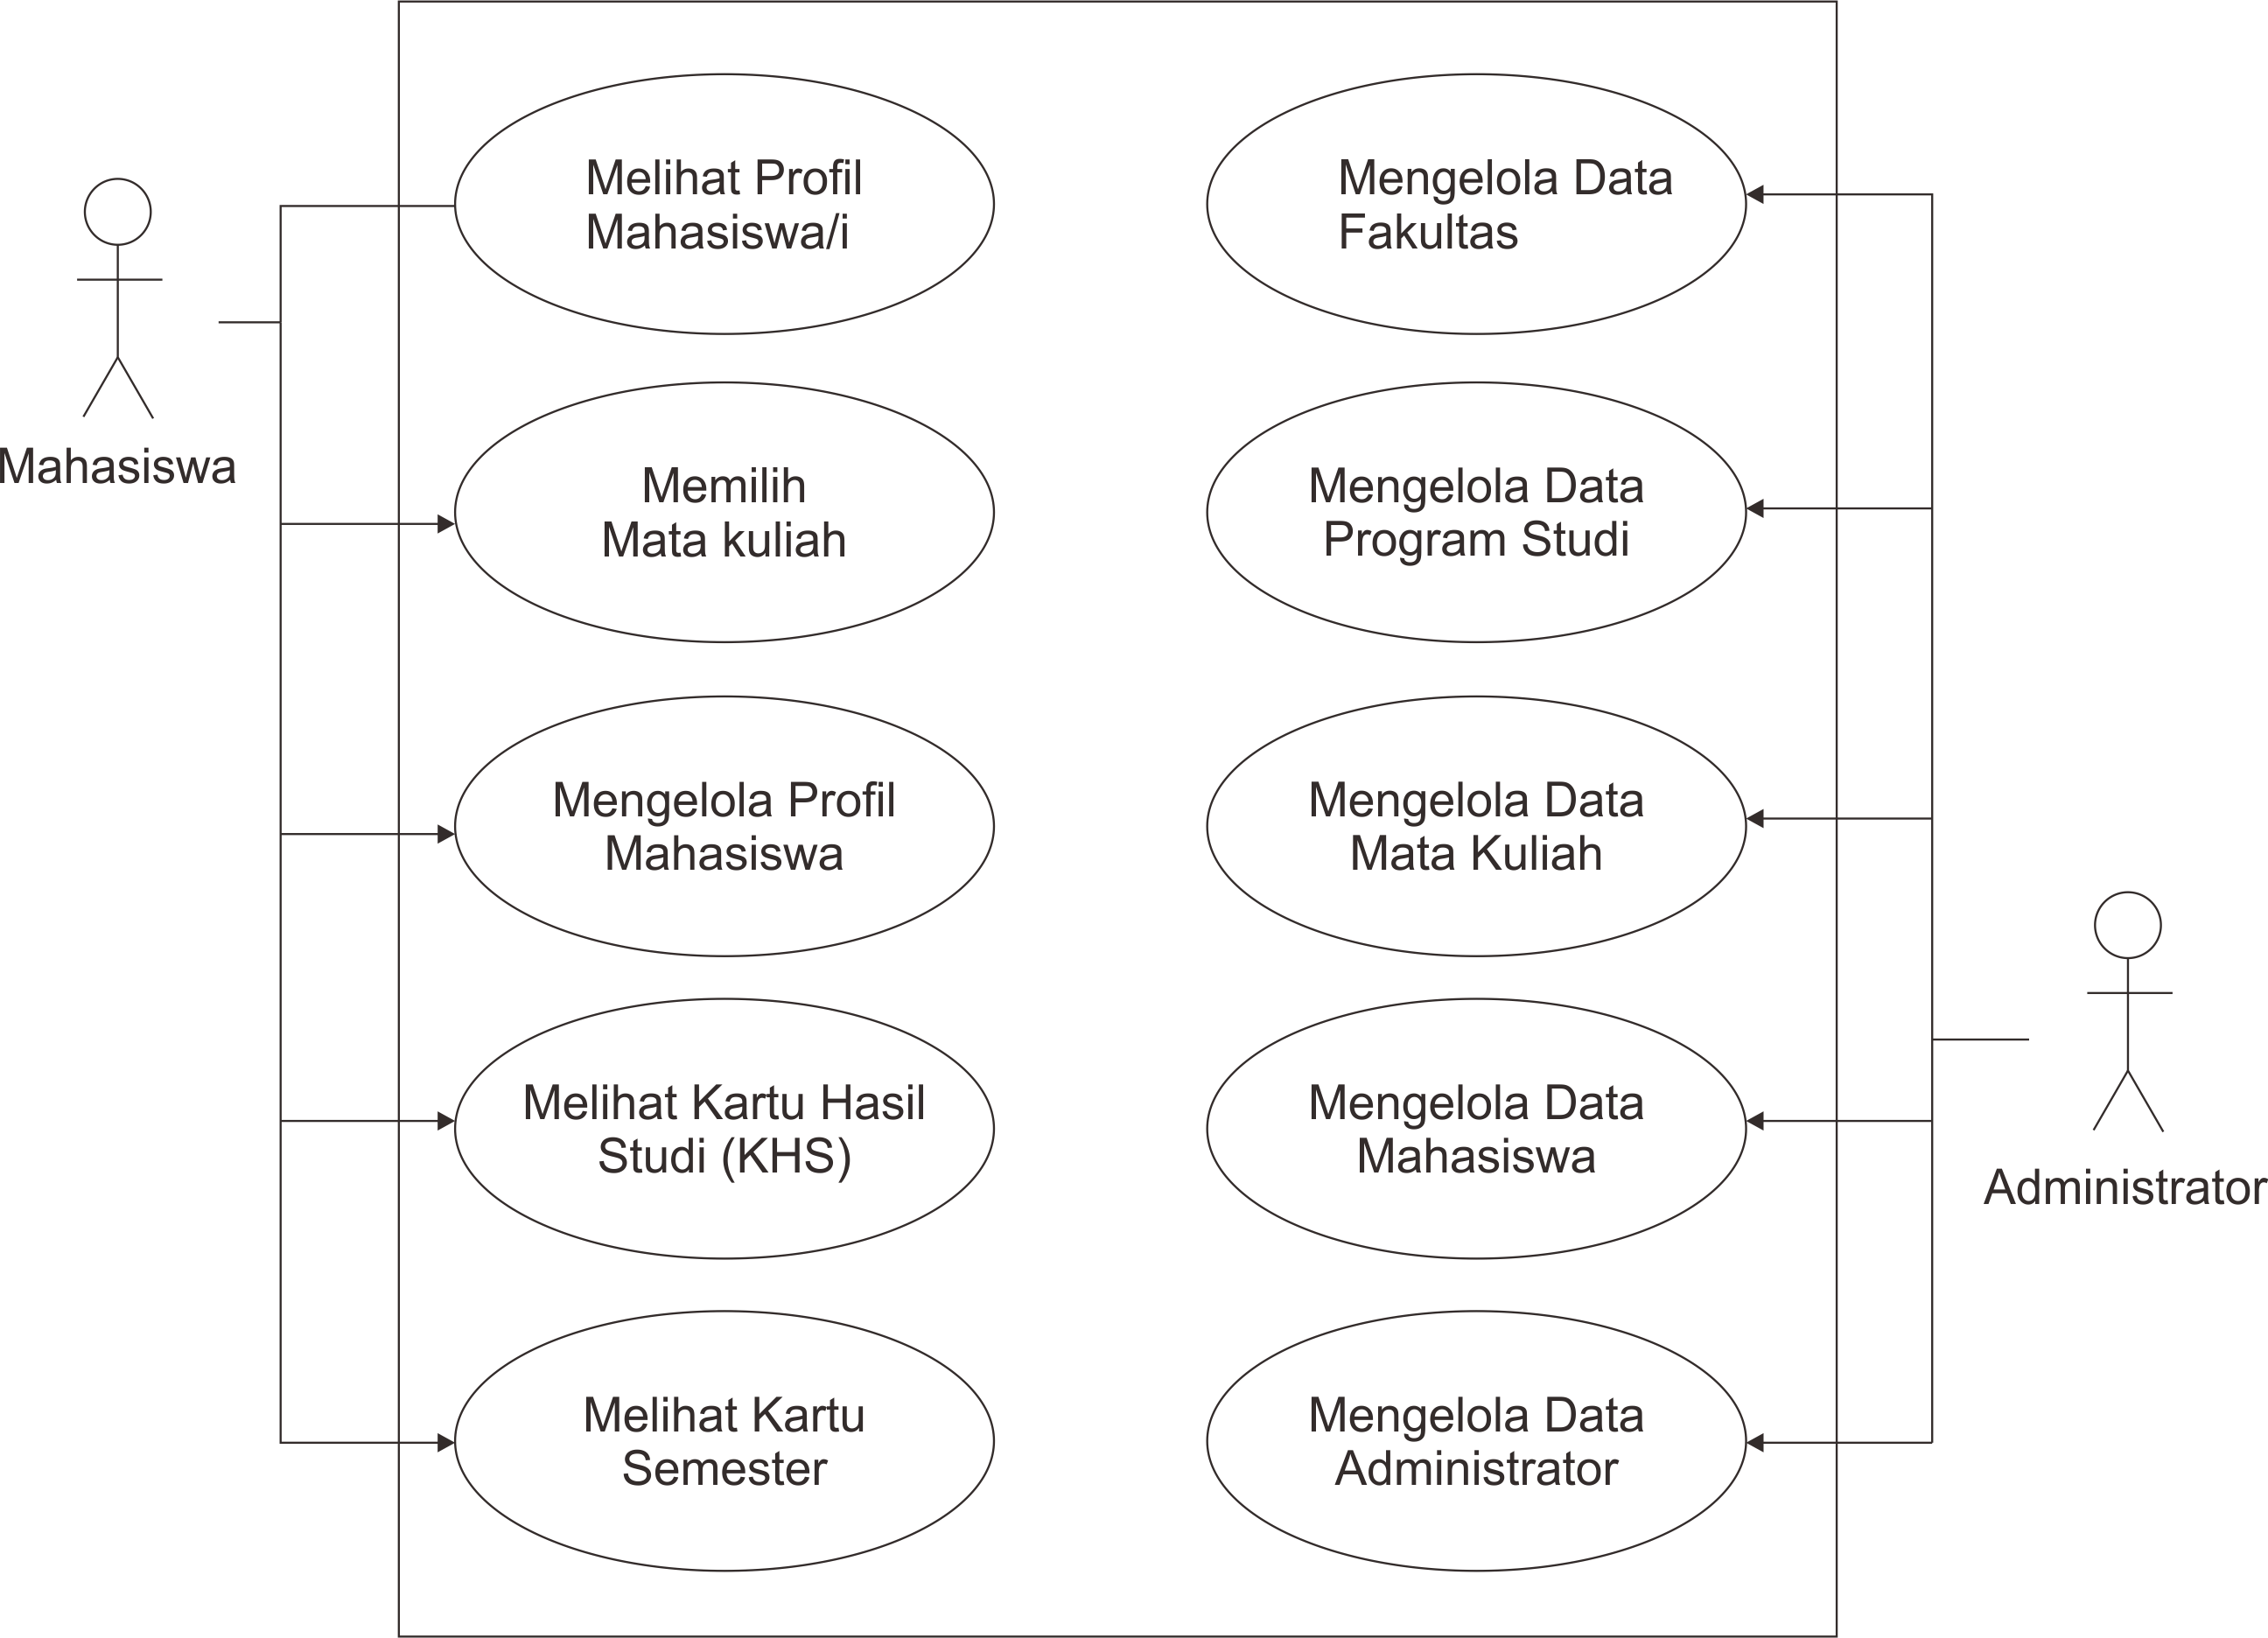 Melihat Profil
Mahasiswa/i
Mengelola Data
Fakultas
Mahasiswa
Memilih
Mata kuliah
Mengelola Data
Program Studi
Mengelola Profil
Mahasiswa
Mengelola Data
Mata Kuliah
Melihat Kartu Hasil
Studi (KHS)
Mengelola Data
Mahasiswa
Administrator
Melihat Kartu
Semester
Mengelola Data
Administrator